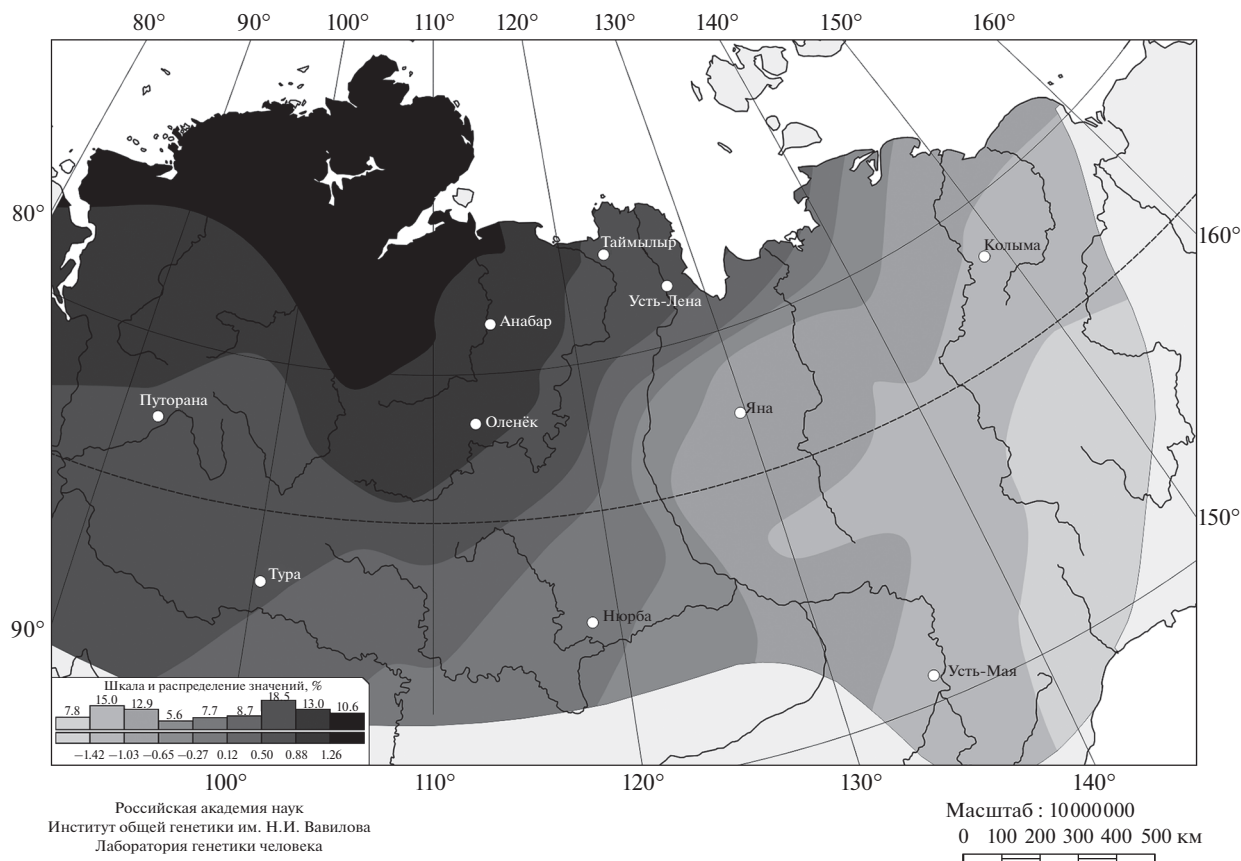 80° 90° 100° 110° 120° 130° 140° 150° 160°
80°
160°
Таймылыр
Колыма
Усть-Лена
Анабар
Путорана
Яна
Оленёк
150°
Тура
Нюрба
90°
Усть-Мая
Шкала и распределение значений, %
7.8 15.0 12.9 5.6 7.7 8.7 18.5 13.0 10.6
−1.42 −1.03 −0.65 −0.27 0.12 0.50 0.88 1.26
100° 110° 120° 130° 140°
Российская академия наук
Институт общей генетики им. Н.И. Вавилова
Лаборатория генетики человека
Масштаб : 10000000
0 100 200 300 400 500 км